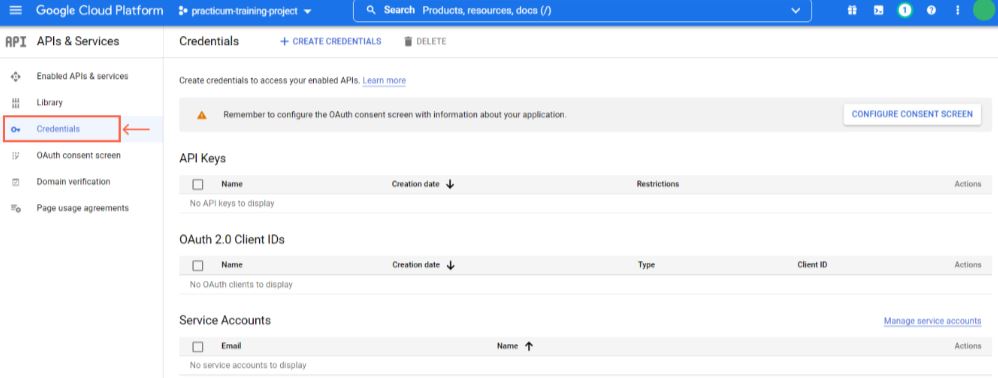 Google Cloud Platform practicum-training-project Search Products, resources, docs (/) 1
API APIs & Services Credentials + CREATE CREDENTIALS DELETE
Enabled APIs & services
Create credentials to access your enabled APIs. Learn more
Library
Remember to configure the OAuth consent screen with information about your application. CONFIGURE CONSENT SCREEN
Credentials
OAuth consent screen
API Keys
Domain verification
Name Creation date Restrictions Actions
Page usage agreements
No API keys to display
OAuth 2.0 Client IDs
Name Creation date Type Client ID Actions
No OAuth clients to display
Service Accounts Manage service accounts
Email Name
No service accounts to display